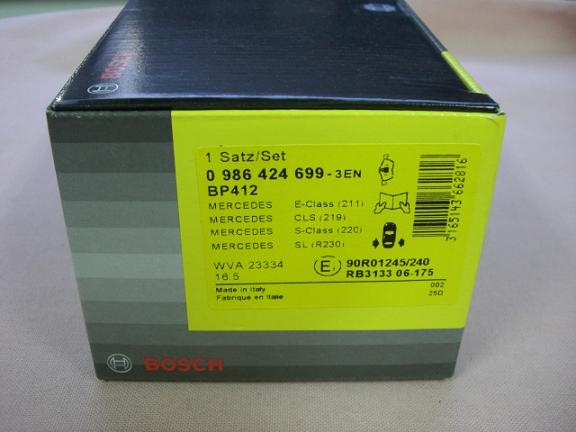 BOSCH
1 Satz/Set
0 986 424 699-3EN
BP412
MERCEDES E-Class (211)
MERCEDES CLS (219)
MERCEDES S-Class (220)
MERCEDES SL (R230)
3165143662816
WVA 23334
16.5
E 90R01245/240
RB3133 06-175
Made in Italy
Fabrique en Italie
002
25D
BOSCH